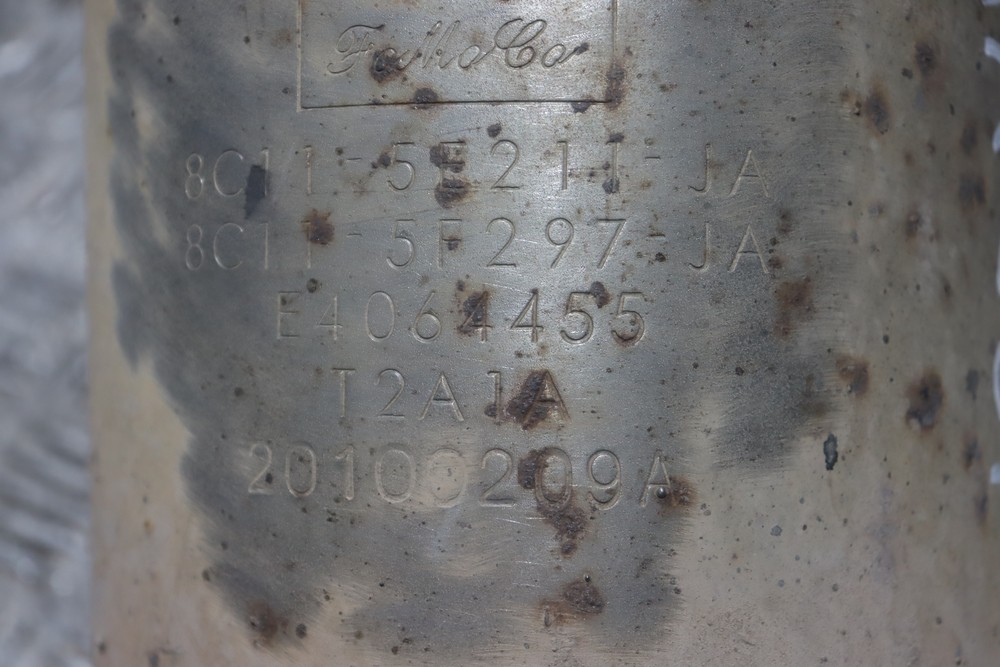 FoMoCo
8C11-5E211-JA
8C11-5F297-JA
E4064455
T2A1A
20100209A